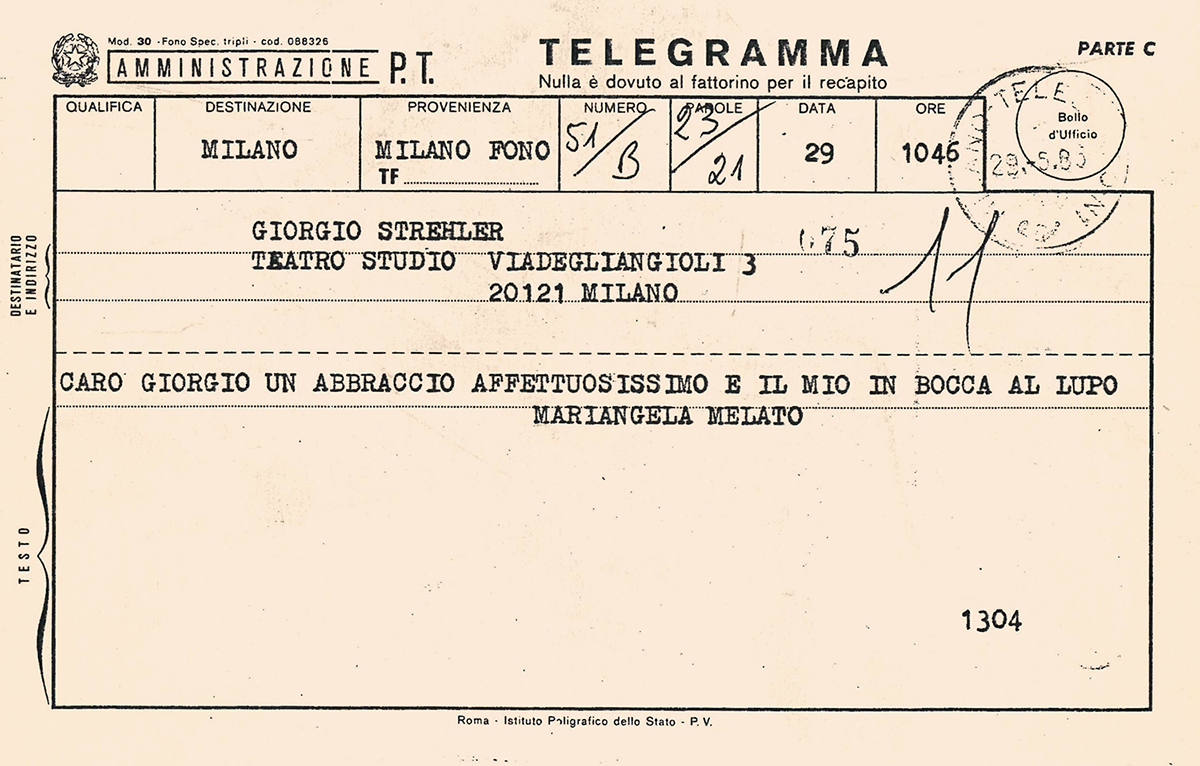 Mod. 30 - Fono Spec. tripli - cod. 088326
AMMINISTRAZIONE P.T.
TELEGRAMMA
Nulla è dovuto al fattorino per il recapito
PARTE C
QUALIFICA DESTINAZIONE PROVENIENZA NUMERO PAROLE DATA ORE
MILANO MILANO FONO 51/B 23/21 29 1046
TF
Bollo
d'Ufficio
DESTINATARIO
E INDIRIZZO
GIORGIO STREHLER
675
11
TEATRO STUDIO VIADEGLIANGIOLI 3
20121 MILANO
TESTO
CARO GIORGIO UN ABBRACCIO AFFETTUOSISSIMO E IL MIO IN BOCCA AL LUPO
MARIANGELA MELATO
1304
Roma - Istituto Poligrafico dello Stato - P. V.